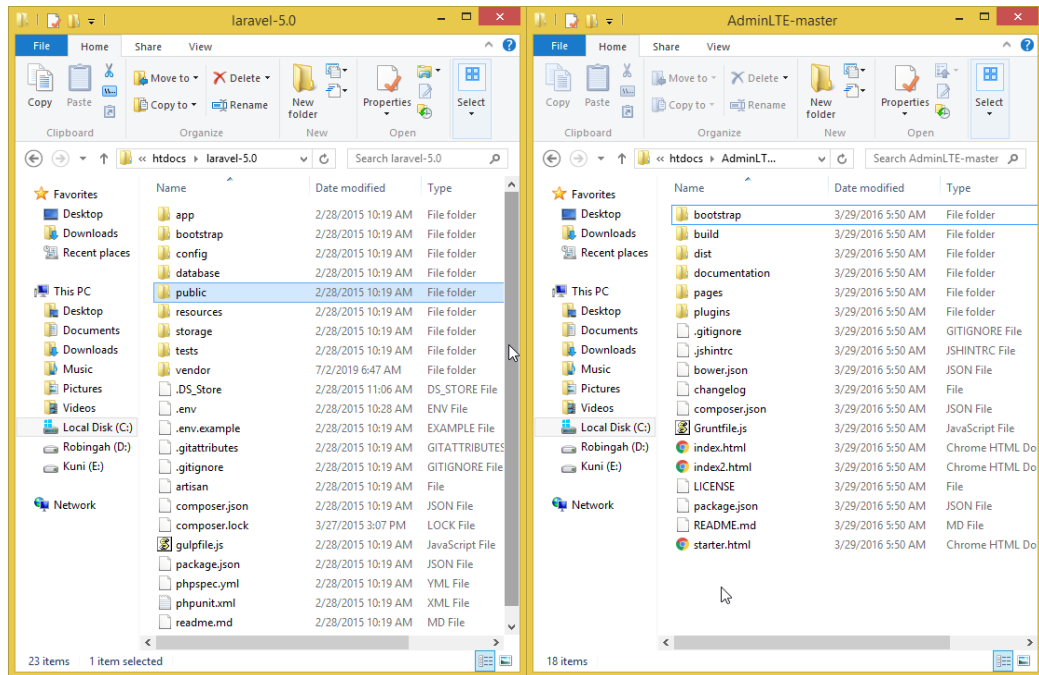 laravel-5.0
File Home Share View
Copy Paste Move to Copy to Delete Rename New folder Properties Select
Clipboard Organize New Open
« htdocs › laravel-5.0 Search laravel-5.0
Name Date modified Type
Favorites
Desktop
Downloads
Recent places
This PC
Desktop
Documents
Downloads
Music
Pictures
Videos
Local Disk (C:)
Robingah (D:)
Kuni (E:)
Network
app 2/28/2015 10:19 AM File folder
bootstrap 2/28/2015 10:19 AM File folder
config 2/28/2015 10:19 AM File folder
database 2/28/2015 10:19 AM File folder
public 2/28/2015 10:19 AM File folder
resources 2/28/2015 10:19 AM File folder
storage 2/28/2015 10:19 AM File folder
tests 2/28/2015 10:19 AM File folder
vendor 7/2/2019 6:47 AM File folder
.DS_Store 2/28/2015 11:06 AM DS_STORE File
.env 2/28/2015 10:28 AM ENV File
.env.example 2/28/2015 10:19 AM EXAMPLE File
.gitattributes 2/28/2015 10:19 AM GITATTRIBUTES
.gitignore 2/28/2015 10:19 AM GITIGNORE File
artisan 2/28/2015 10:19 AM File
composer.json 2/28/2015 10:19 AM JSON File
composer.lock 3/27/2015 3:07 PM LOCK File
gulpfile.js 2/28/2015 10:19 AM JavaScript File
package.json 2/28/2015 10:19 AM JSON File
phpspec.yml 2/28/2015 10:19 AM YML File
phpunit.xml 2/28/2015 10:19 AM XML File
readme.md 2/28/2015 10:19 AM MD File
23 items 1 item selected
AdminLTE-master
File Home Share View
Copy Paste Move to Copy to Delete Rename New folder Properties Select
Clipboard Organize New Open
« htdocs › AdminLT... Search AdminLTE-master
Name Date modified Type
Favorites
Desktop
Downloads
Recent places
This PC
Desktop
Documents
Downloads
Music
Pictures
Videos
Local Disk (C:)
Robingah (D:)
Kuni (E:)
Network
bootstrap 3/29/2016 5:50 AM File folder
build 3/29/2016 5:50 AM File folder
dist 3/29/2016 5:50 AM File folder
documentation 3/29/2016 5:50 AM File folder
pages 3/29/2016 5:50 AM File folder
plugins 3/29/2016 5:50 AM File folder
.gitignore 3/29/2016 5:50 AM GITIGNORE File
.jshintrc 3/29/2016 5:50 AM JSHINTRC File
bower.json 3/29/2016 5:50 AM JSON File
changelog 3/29/2016 5:50 AM File
composer.json 3/29/2016 5:50 AM JSON File
Gruntfile.js 3/29/2016 5:50 AM JavaScript File
index.html 3/29/2016 5:50 AM Chrome HTML Do
index2.html 3/29/2016 5:50 AM Chrome HTML Do
LICENSE 3/29/2016 5:50 AM File
package.json 3/29/2016 5:50 AM JSON File
README.md 3/29/2016 5:50 AM MD File
starter.html 3/29/2016 5:50 AM Chrome HTML Do
18 items